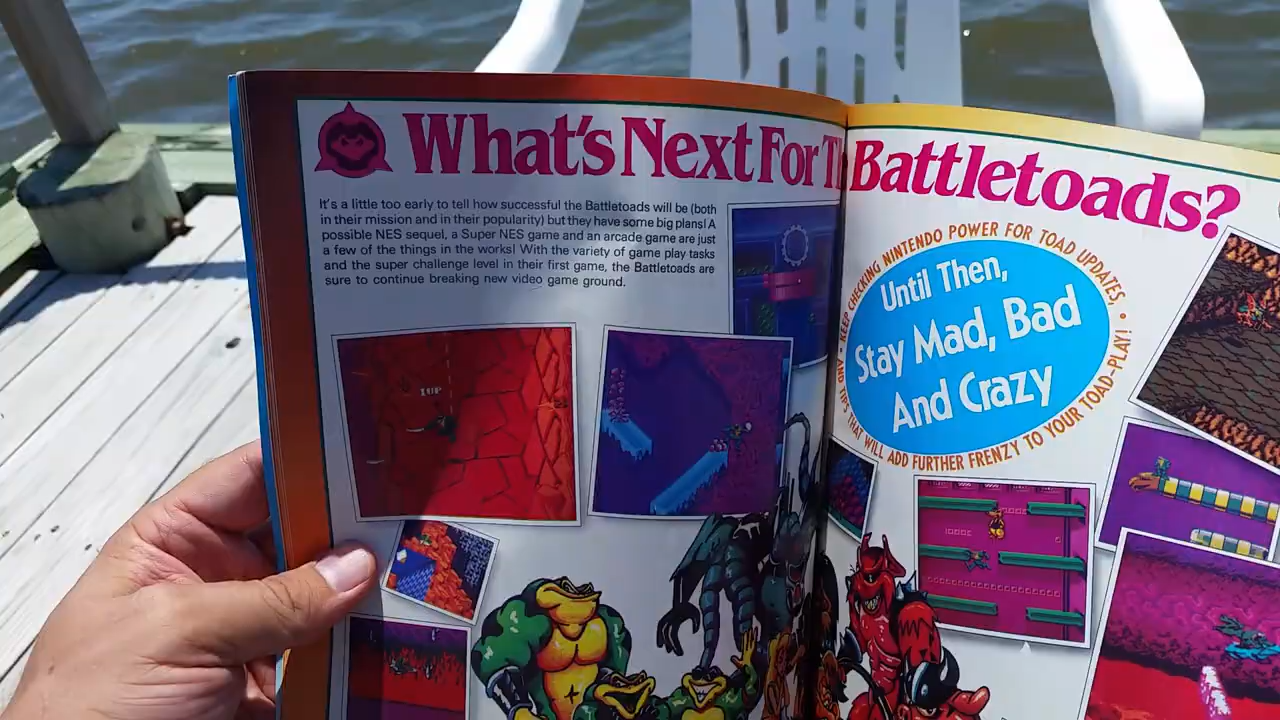 What's Next For Th Battletoads?
It's a little too early to tell how successful the Battletoads will be (both
in their mission and in their popularity) but they have some big plans! A
possible NES sequel, a Super NES game and an arcade game are just
a few of the things in the works! With the variety of game play tasks
and the super challenge level in their first game, the Battletoads are
sure to continue breaking new video game ground.
KEEP CHECKING NINTENDO POWER FOR TOAD UPDATES, •
AND TIPS THAT WILL ADD FURTHER FRENZY TO YOUR TOAD-PLAY! •
Until Then,
Stay Mad, Bad
And Crazy
1UP